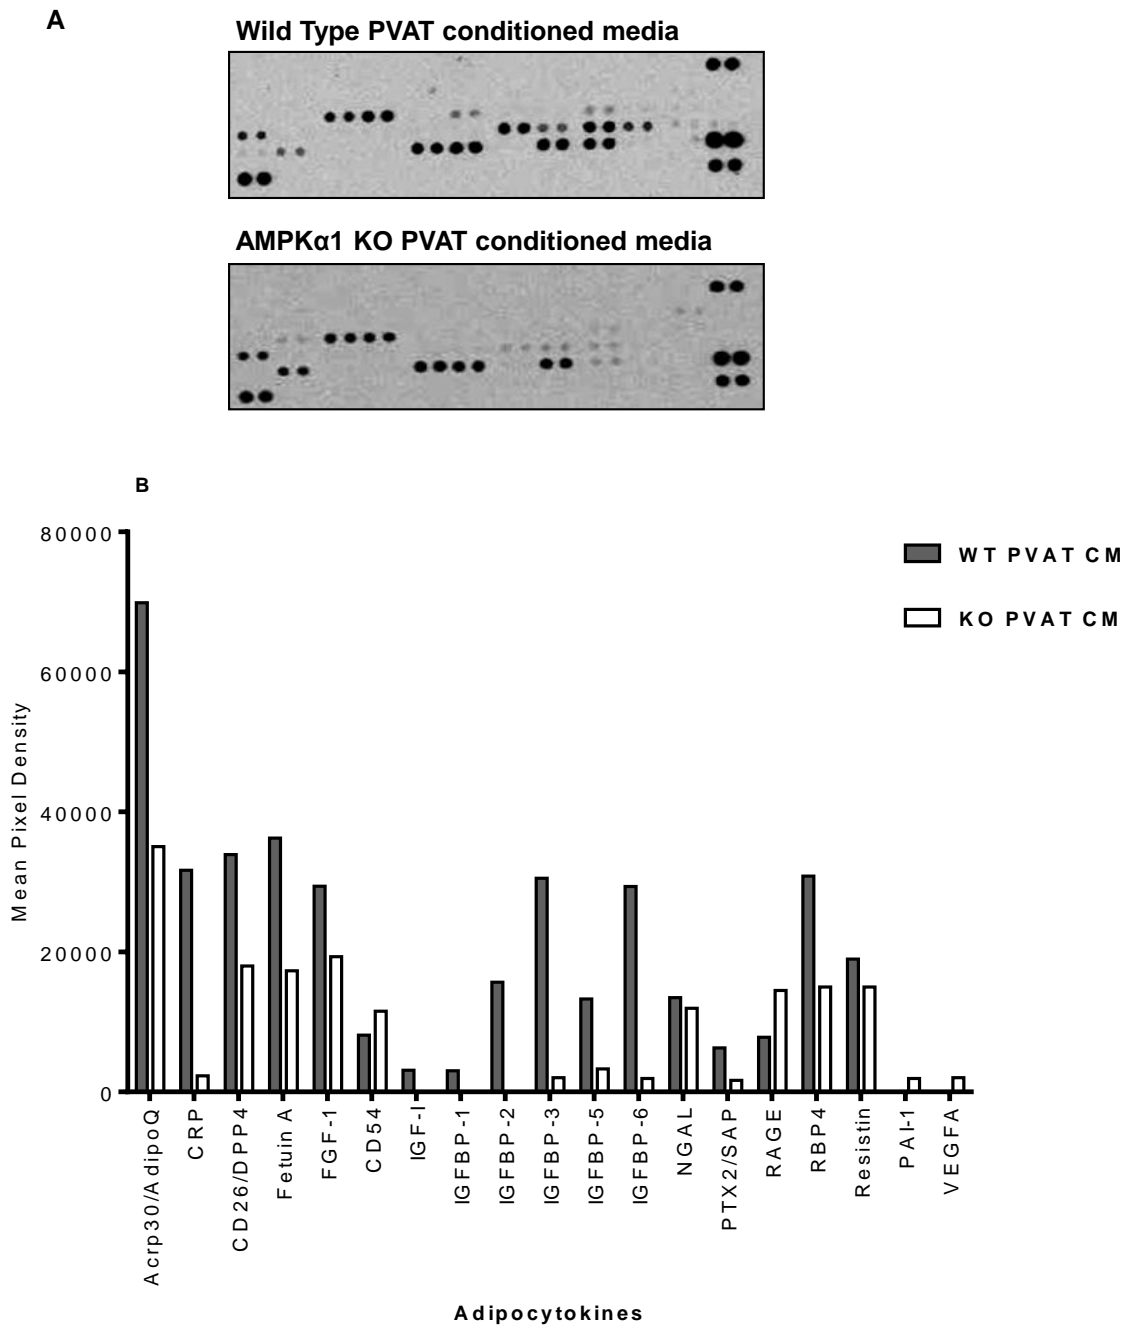 A
Wild Type PVAT conditioned media
AMPKα1 KO PVAT conditioned media
B
80000
60000
40000
20000
0
Mean Pixel Density
WT PVAT CM
KO PVAT CM
Acrp30/AdipoQ
CRP
CD26/DPP4
Fetuin A
FGF-1
CD54
IGF-I
IGFBP-1
IGFBP-2
IGFBP-3
IGFBP-5
IGFBP-6
NGAL
PTX2/SAP
RAGE
RBP4
Resistin
PAI-1
VEGFA
Adipocytokines